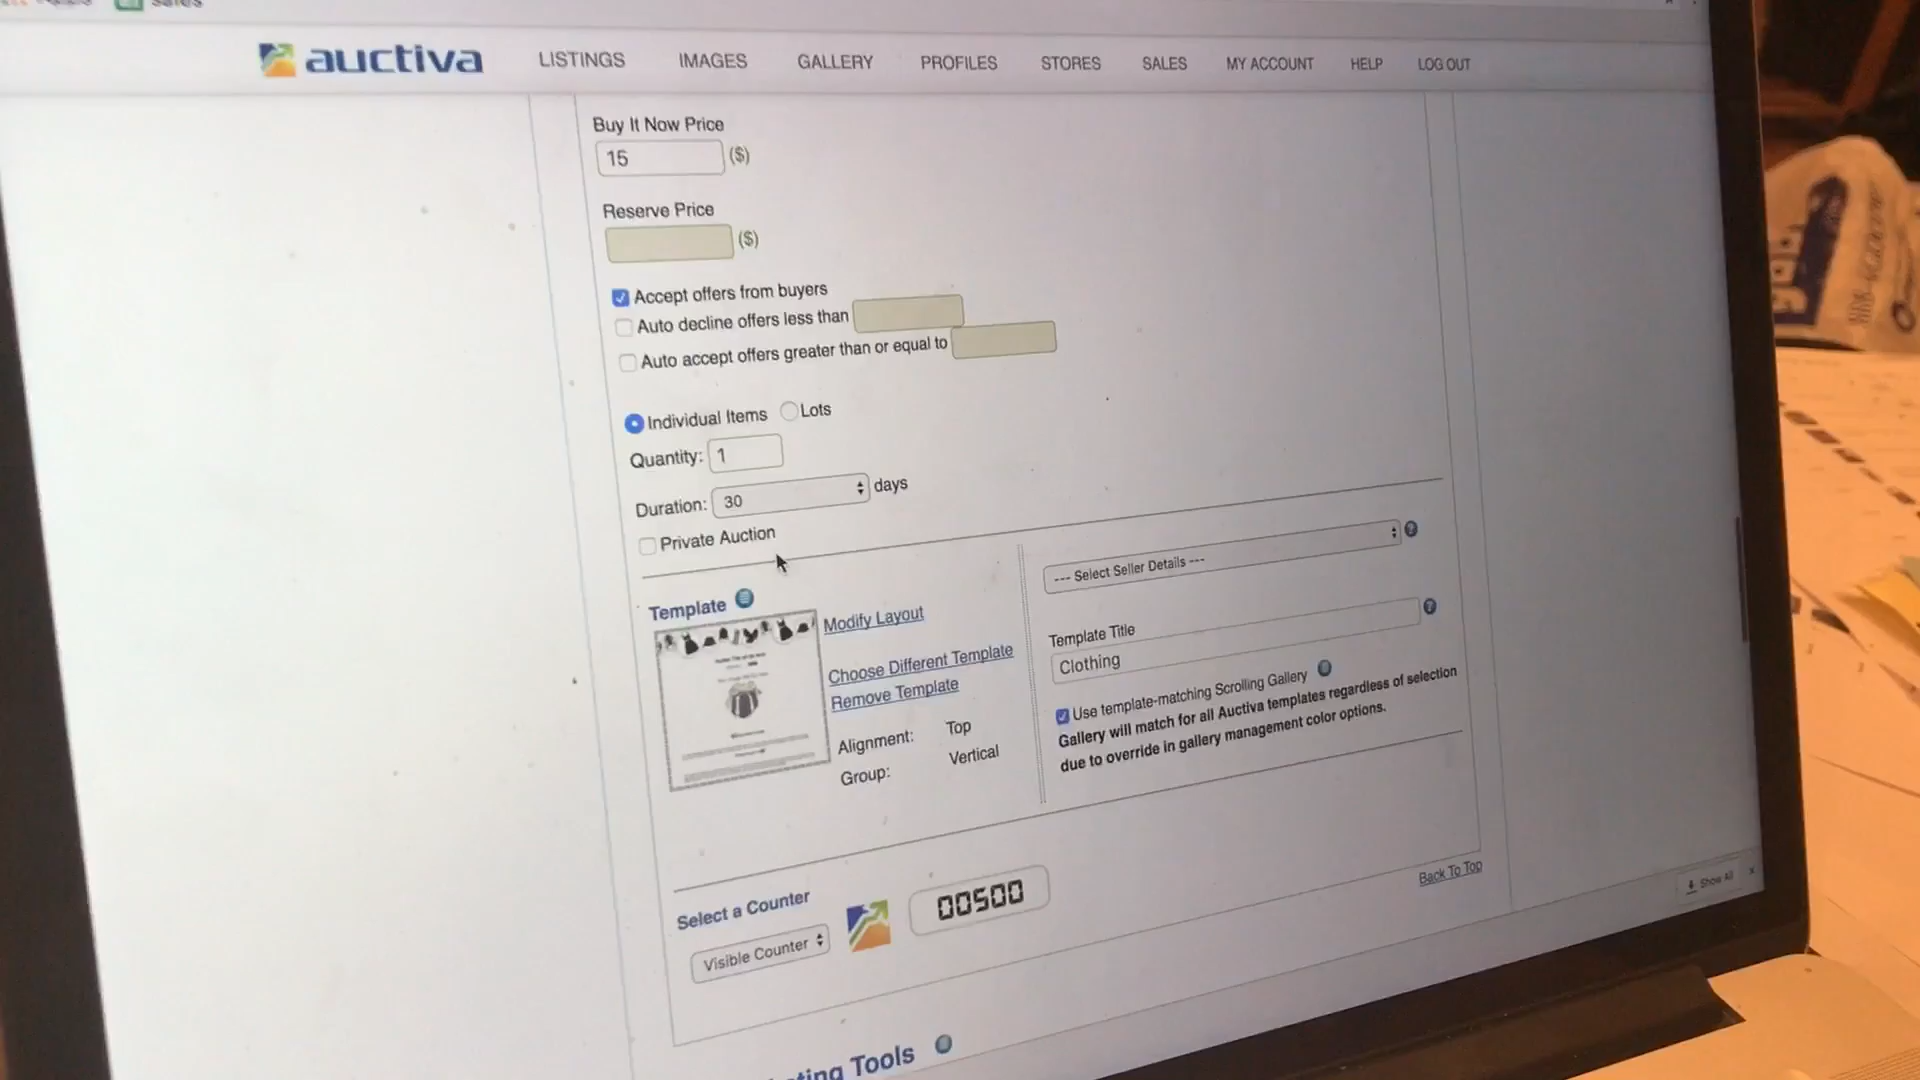 sales
auctiva LISTINGS IMAGES GALLERY PROFILES STORES SALES MY ACCOUNT HELP LOG OUT
Buy It Now Price
15 ($)
Reserve Price
($)
Accept offers from buyers
Auto decline offers less than
Auto accept offers greater than or equal to
Individual Items Lots
Quantity: 1
Duration: 30 days
Private Auction
--- Select Seller Details ---
Template
Modify Layout
Choose Different Template
Remove Template
Alignment: Top
Group: Vertical
Template Title
Clothing
Use template-matching Scrolling Gallery
Gallery will match for all Auctiva templates regardless of selection
due to override in gallery management color options.
Back To Top
Select a Counter
Visible Counter
00500
Show All
Tools